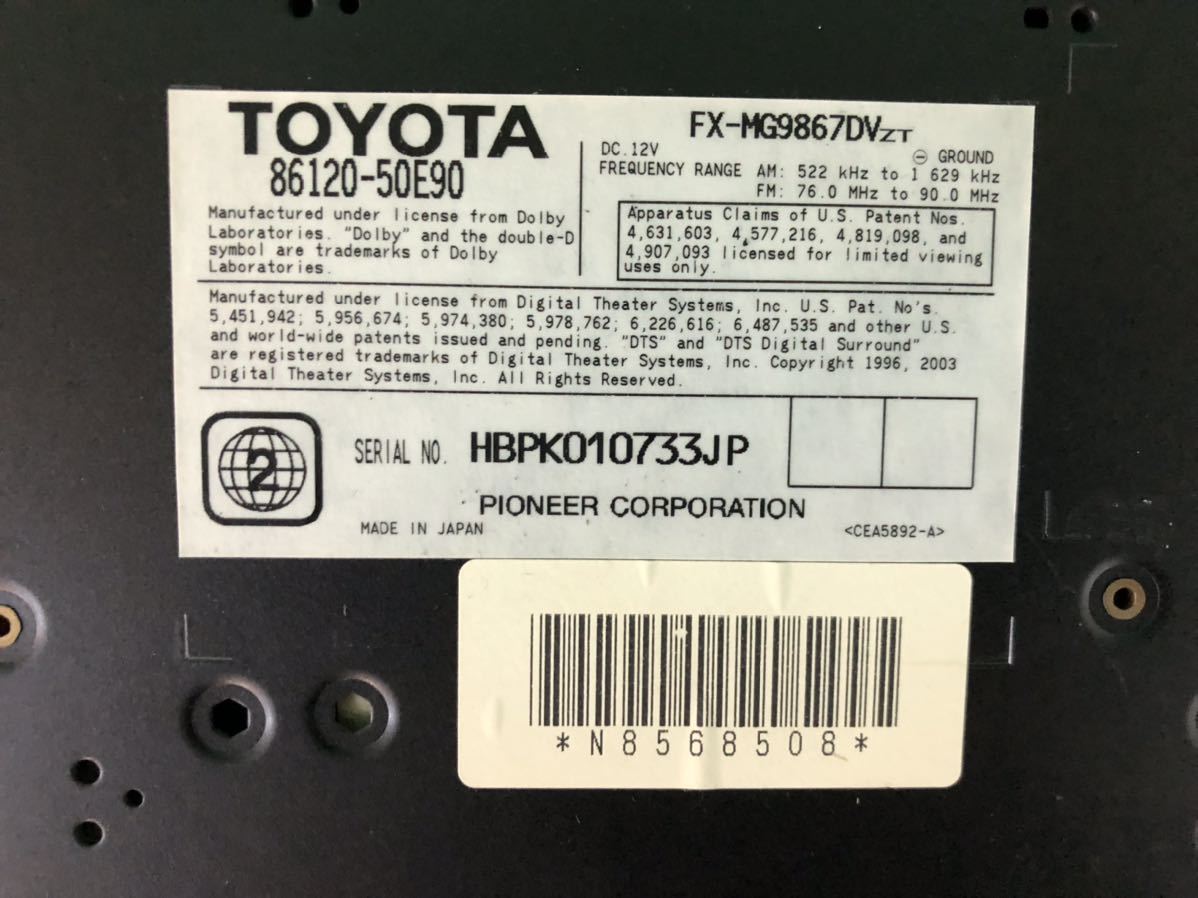 TOYOTA
86120-50E90
Manufactured under license from Dolby
Laboratories. "Dolby" and the double-D
symbol are trademarks of Dolby
Laboratories.
FX-MG9867DVZT
DC.12V
⊖ GROUND
FREQUENCY RANGE AM: 522 kHz to 1 629 kHz
FM: 76.0 MHz to 90.0 MHz
Apparatus Claims of U.S. Patent Nos.
4,631,603, 4,577,216, 4,819,098, and
4,907,093 licensed for limited viewing
uses only.
Manufactured under license from Digital Theater Systems, Inc. U.S. Pat. No's.
5,451,942; 5,956,674; 5,974,380; 5,978,762; 6,226,616; 6,487,535 and other U.S.
and world-wide patents issued and pending. "DTS" and "DTS Digital Surround"
are registered trademarks of Digital Theater Systems, Inc. Copyright 1996, 2003
Digital Theater Systems, Inc. All Rights Reserved.
2
SERIAL NO. HBPK010733JP
PIONEER CORPORATION
MADE IN JAPAN
<CEA5892-A>
*N8568508*